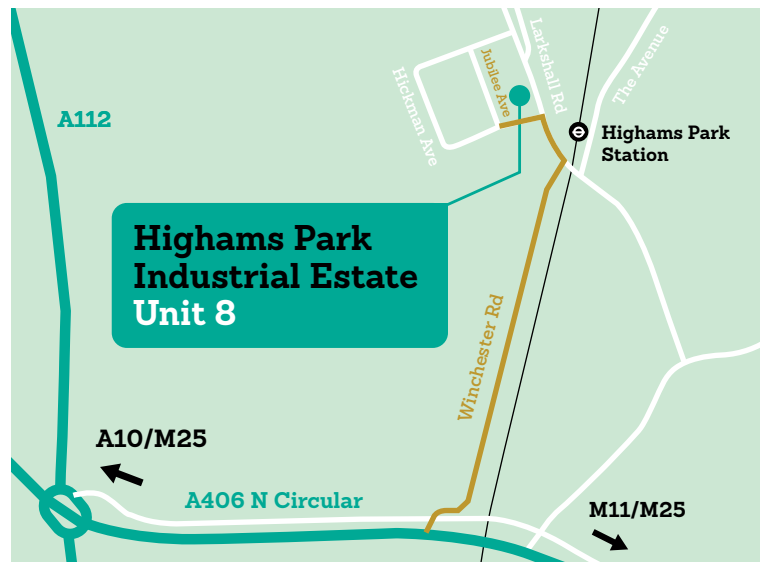 Larkshall Rd
The Avenue
Jubilee Ave
Hickman Ave
A112
Highams Park
Station
Highams Park
Industrial Estate
Unit 8
Winchester Rd
A10/M25
A406 N Circular
M11/M25